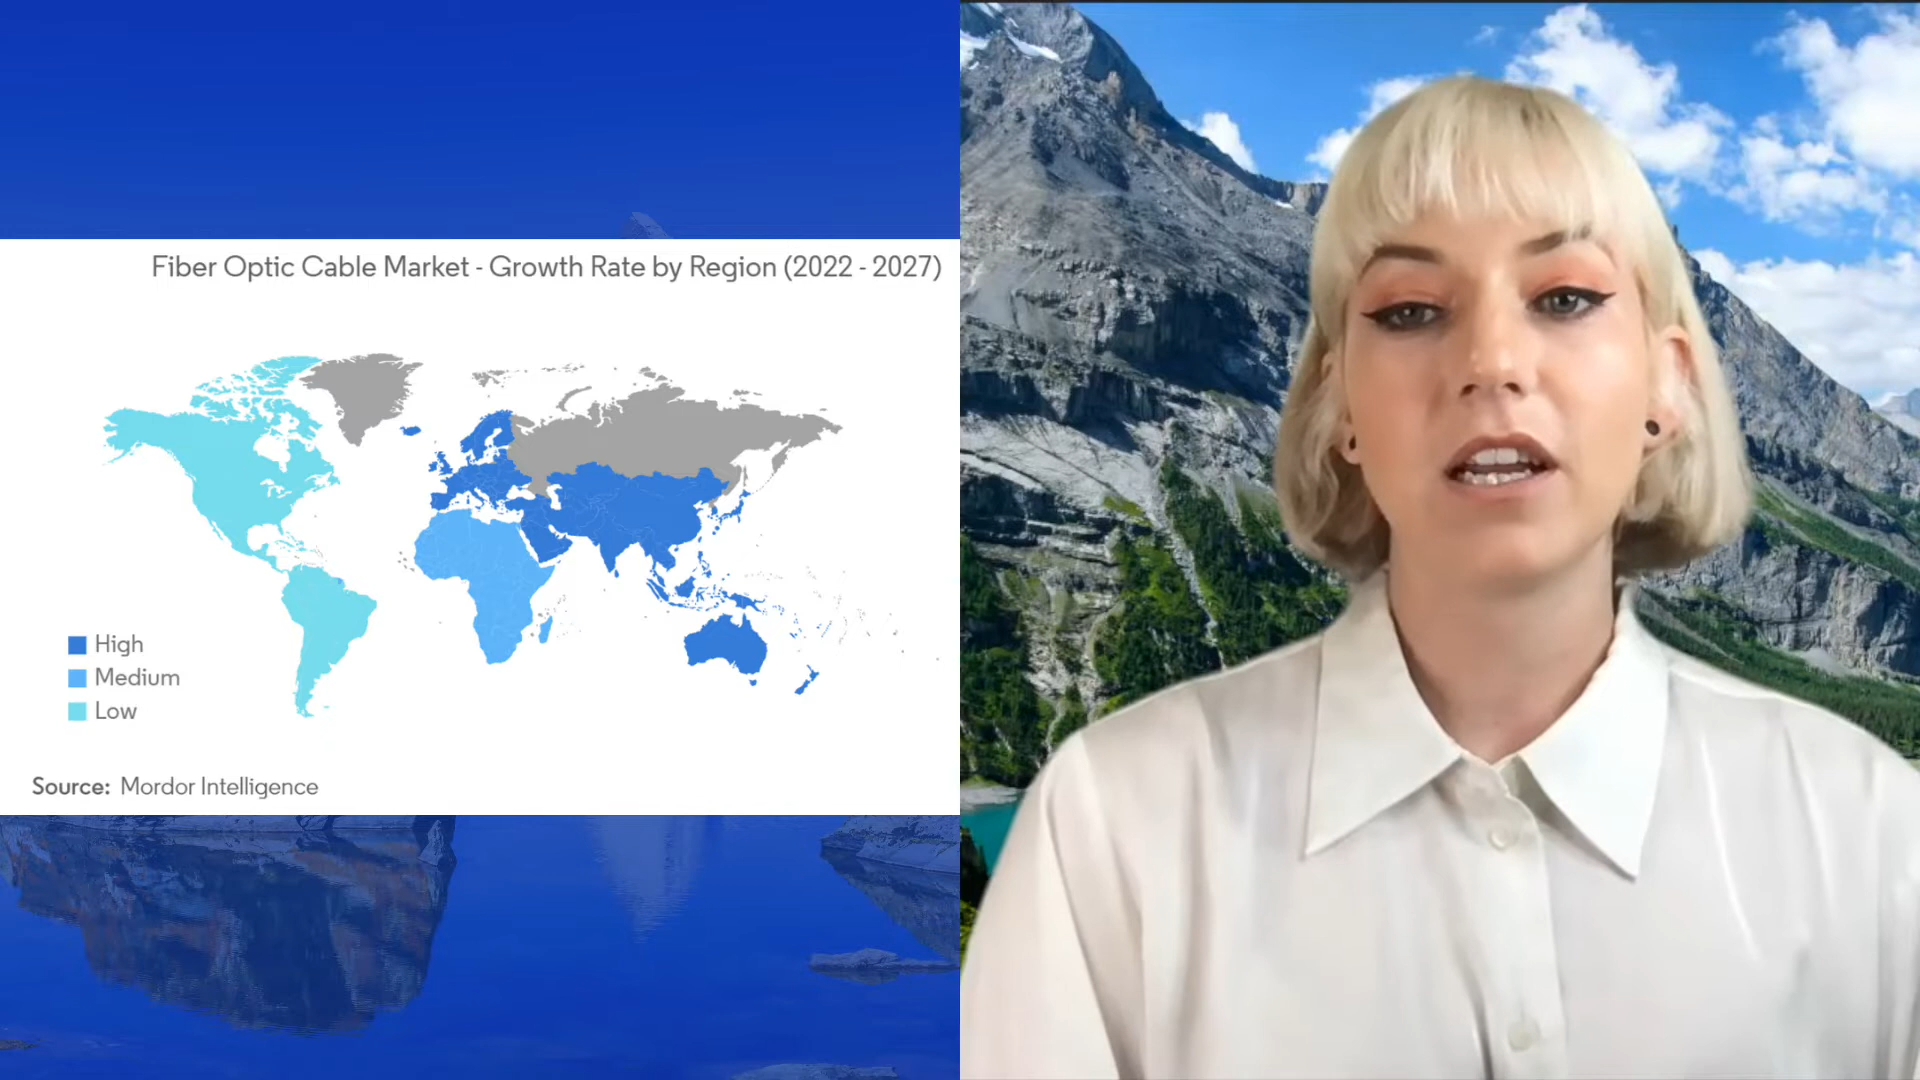 Fiber Optic Cable Market - Growth Rate by Region (2022 - 2027)
High
Medium
Low
Source: Mordor Intelligence